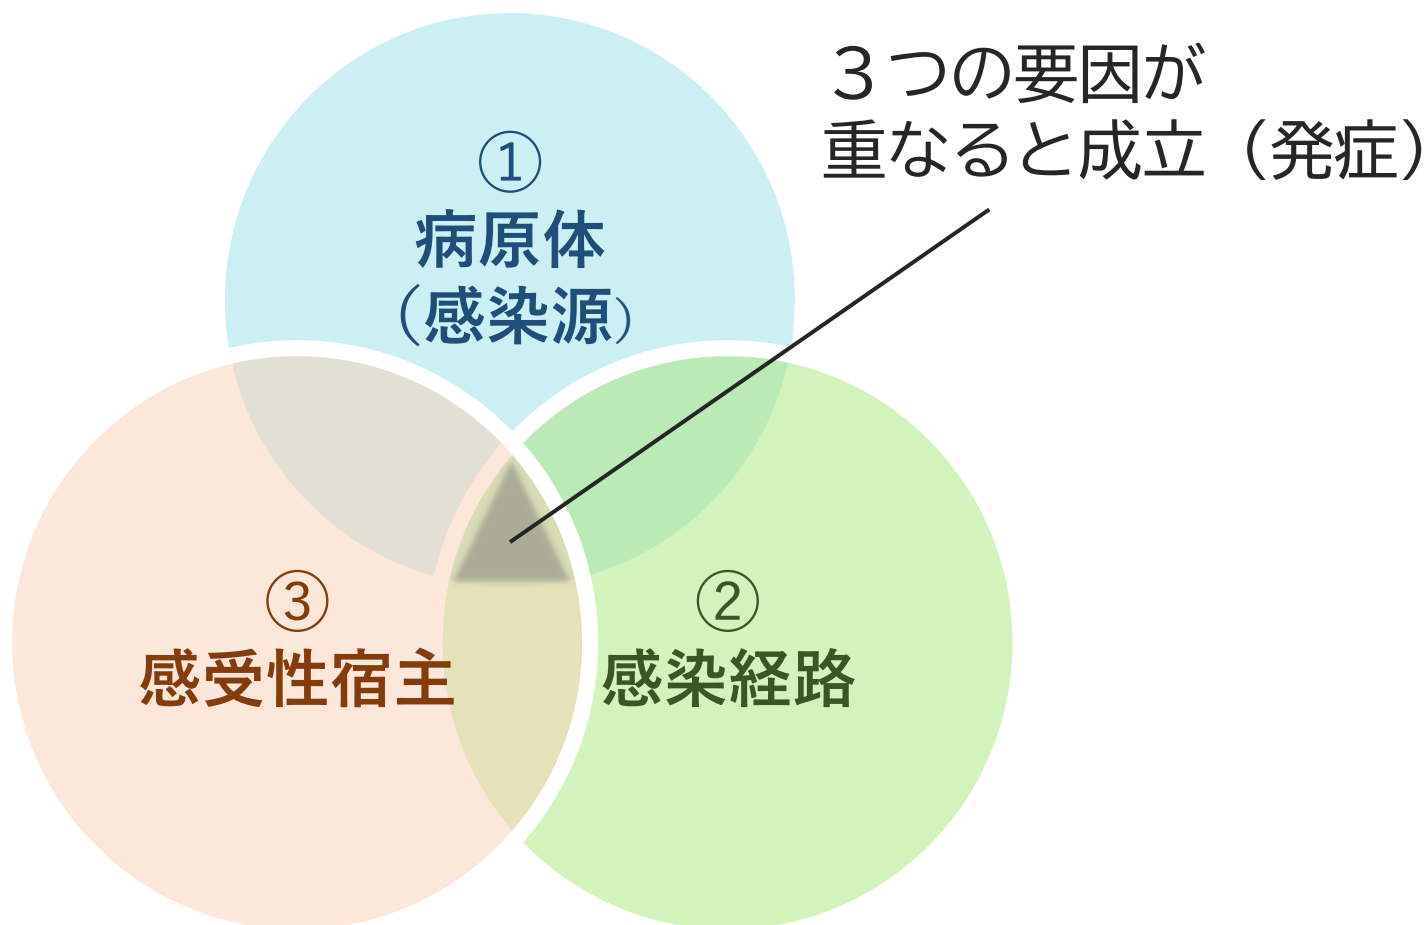 ３つの要因が
重なると成立（発症）
①
病原体
（感染源）
③
感受性宿主
②
感染経路